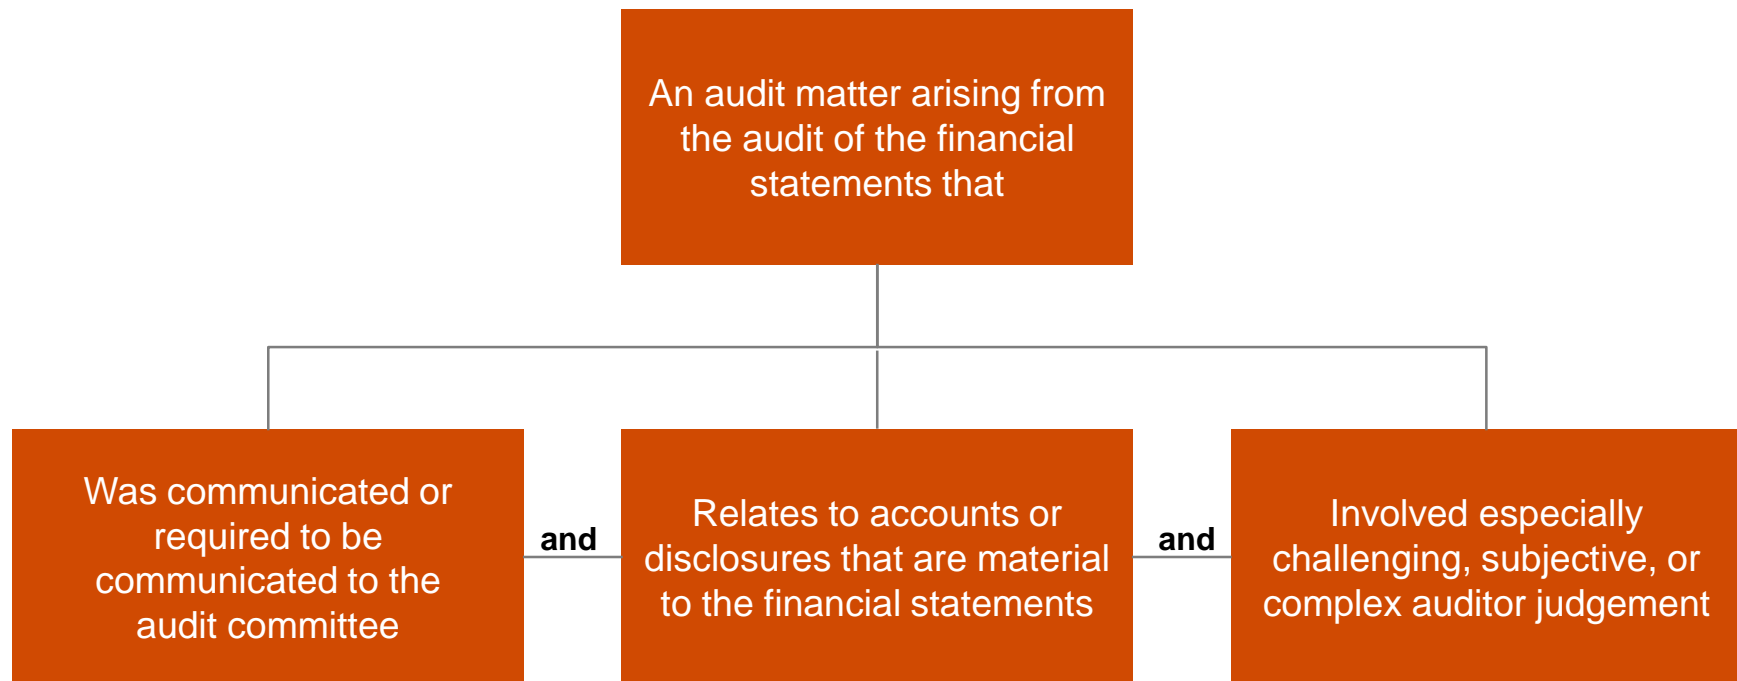 An audit matter arising from
the audit of the financial
statements that
Was communicated or
required to be
communicated to the
audit committee
and
Relates to accounts or
disclosures that are material
to the financial statements
and
Involved especially
challenging, subjective, or
complex auditor judgement